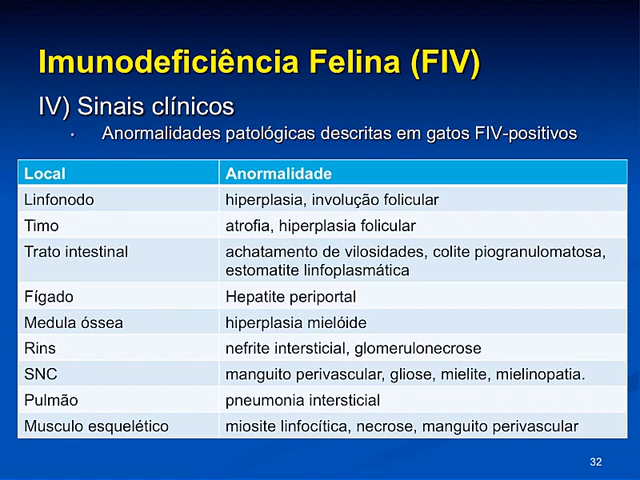 Imunodeficiência Felina (FIV)
IV) Sinais clínicos
• Anormalidades patológicas descritas em gatos FIV-positivos
Local Anormalidade
Linfonodo hiperplasia, involução folicular
Timo atrofia, hiperplasia folicular
Trato intestinal achatamento de vilosidades, colite piogranulomatosa,
estomatite linfoplasmática
Fígado Hepatite periportal
Medula óssea hiperplasia mielóide
Rins nefrite intersticial, glomerulonecrose
SNC manguito perivascular, gliose, mielite, mielinopatia.
Pulmão pneumonia intersticial
Musculo esquelético miosite linfocítica, necrose, manguito perivascular
32